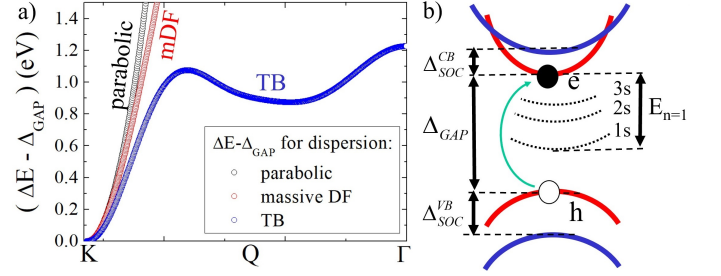 a)
( ΔE - Δ_GAP ) (eV)
1.4
1.2
1.0
0.8
0.6
0.4
0.2
0.0
parabolic
mDF
TB
ΔE-Δ_GAP for dispersion:
parabolic
massive DF
TB
K
Q
Γ
b)
Δ_SOC^CB
e
3s
2s
1s
E_n=1
Δ_GAP
h
Δ_SOC^VB